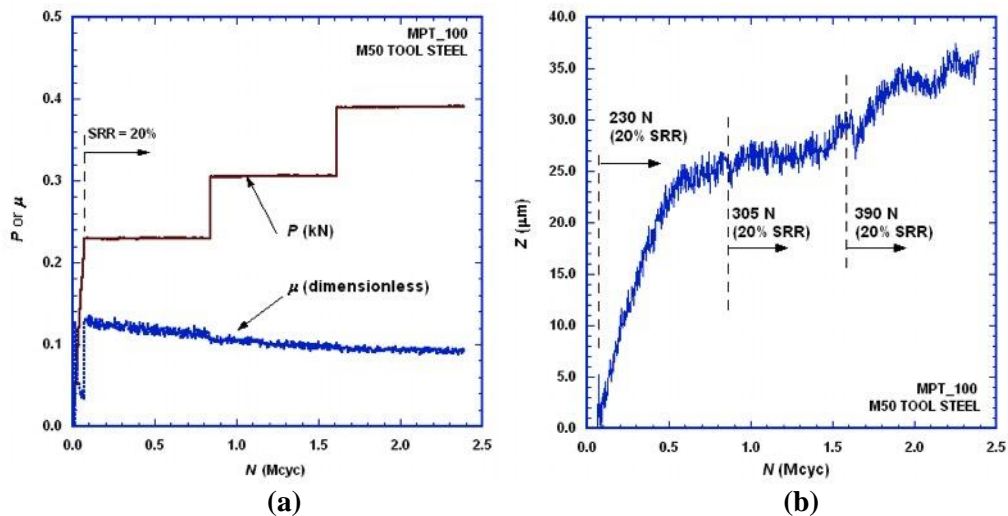 MPT_100
M50 TOOL STEEL
0.5
0.4
0.3
0.2
0.1
0.0
P or μ
SRR = 20%
P (kN)
μ (dimensionless)
0.0 0.5 1.0 1.5 2.0 2.5
N (Mcyc)
(a)
40.0
35.0
30.0
25.0
20.0
15.0
10.0
5.0
0.0
Z (μm)
230 N
(20% SRR)
305 N
(20% SRR)
390 N
(20% SRR)
MPT_100
M50 TOOL STEEL
0.0 0.5 1.0 1.5 2.0 2.5
N (Mcyc)
(b)